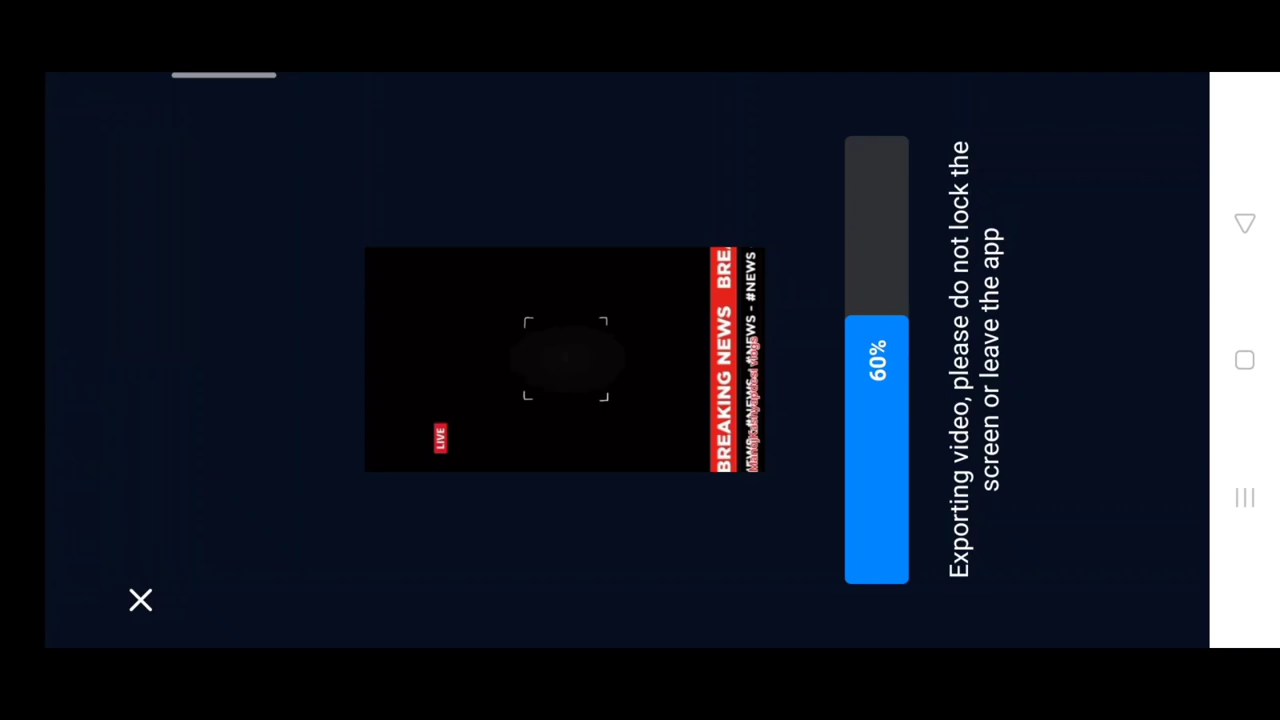 LIVE
BREAKING NEWS BRE
#NEWS - #NEWS
60%
Exporting video, please do not lock the
screen or leave the app